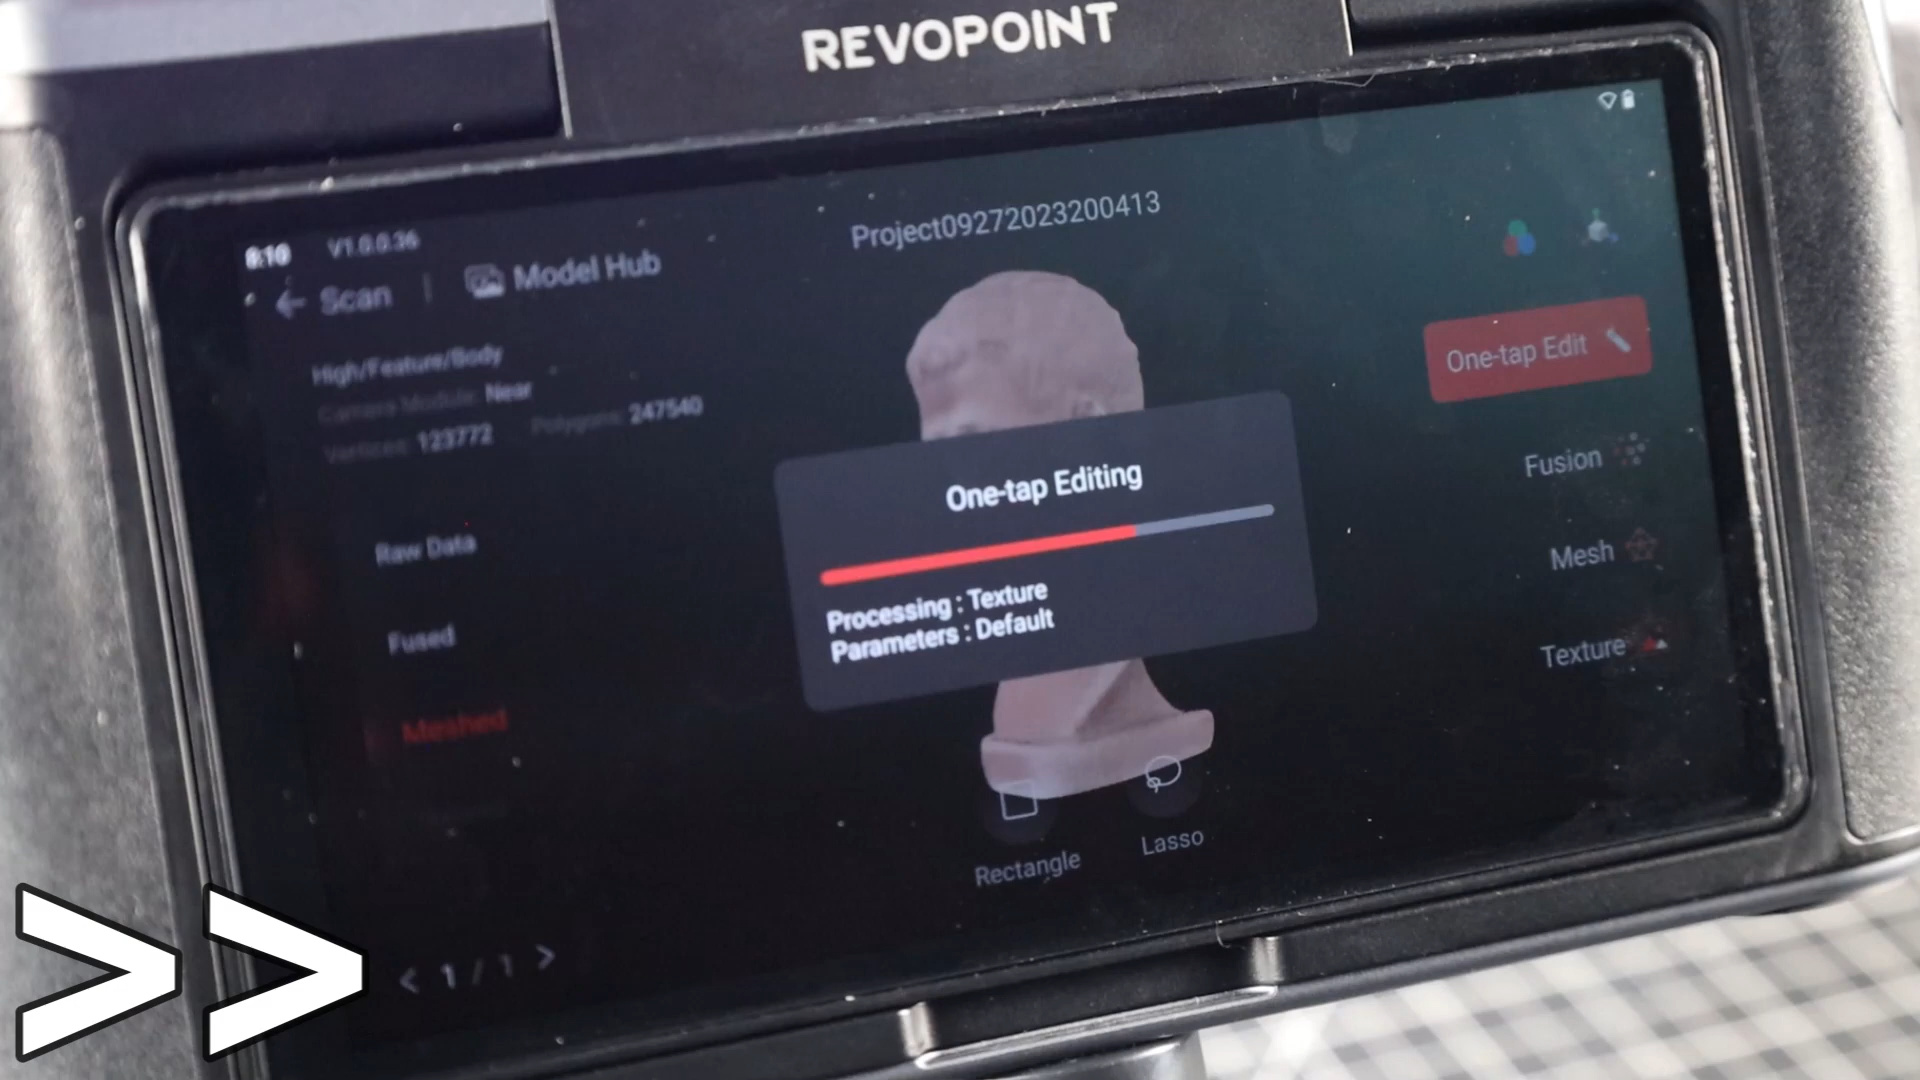 REVOPOINT
8:10 V1.0.0.36
Project09272023200413
Scan | Model Hub
High/Feature/Body
Camera Module: Near
Vertices: 123772 Polygons: 247540
One-tap Edit
One-tap Editing
Processing : Texture
Parameters : Default
Raw Data
Fused
Meshed
Fusion
Mesh
Texture
Rectangle
Lasso
< 1 / 1 >
>>